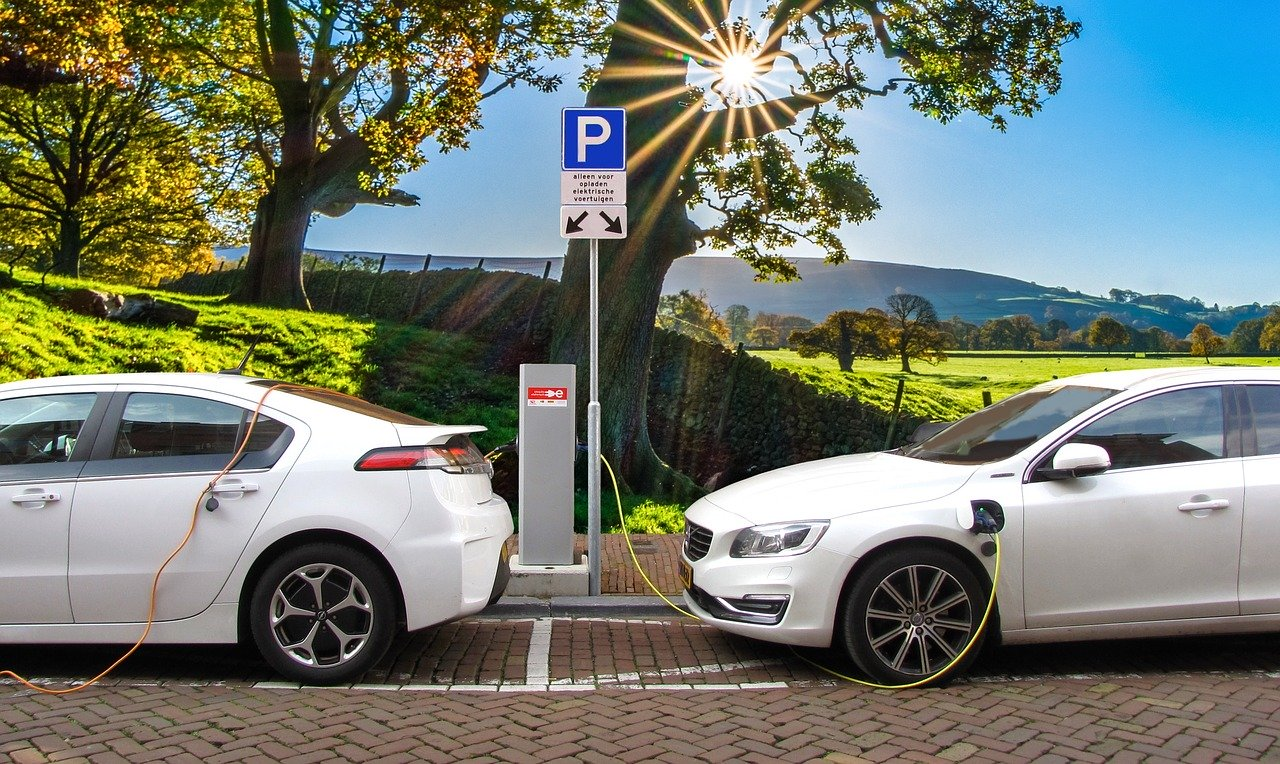 P
alleen voor
opladen
elektrische
voertuigen